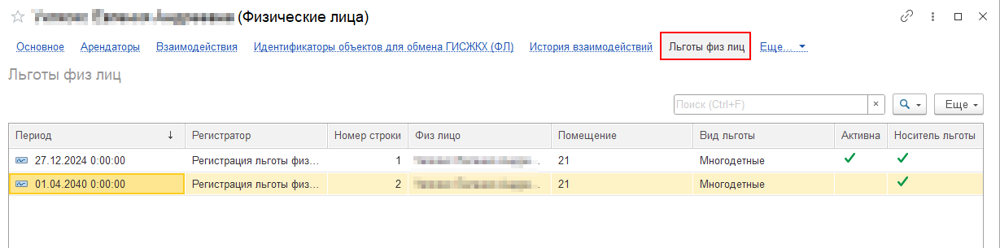 (Физические лица)
Основное Арендаторы Взаимодействия Идентификаторы объектов для обмена ГИСЖКХ (ФЛ) История взаимодействий Льготы физ лиц Еще...
Льготы физ лиц
Поиск (Ctrl+F) × Еще
Период ↓ Регистратор Номер строки Физ лицо Помещение Вид льготы Активна Носитель льготы
27.12.2024 0:00:00 Регистрация льготы физ... 1 21 Многодетные
01.04.2040 0:00:00 Регистрация льготы физ... 2 21 Многодетные